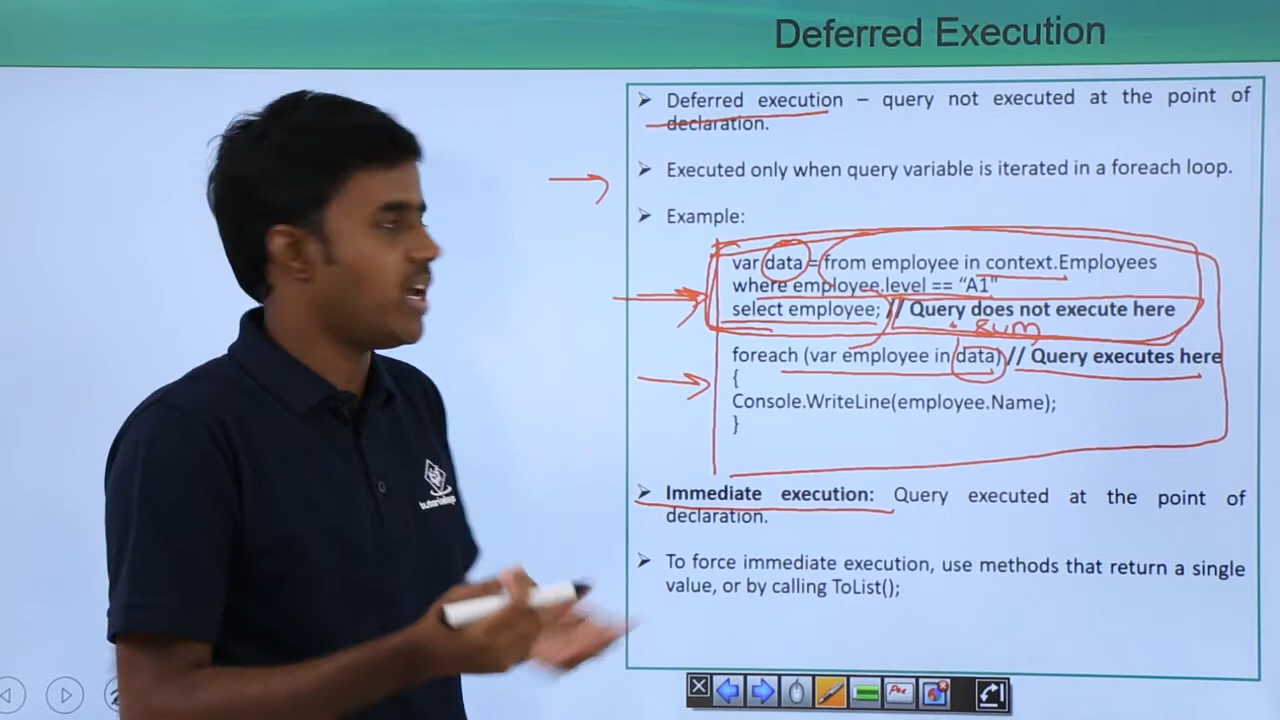 Deferred Execution
➢ Deferred execution – query not executed at the point of
declaration.
➢ Executed only when query variable is iterated in a foreach loop.
➢ Example:
var data = from employee in context.Employees
where employee.level == “A1"
select employee; // Query does not execute here
. sum
foreach (var employee in data) // Query executes here
{
Console.WriteLine(employee.Name);
}
➢ Immediate execution: Query executed at the point of
declaration.
➢ To force immediate execution, use methods that return a single
value, or by calling ToList();